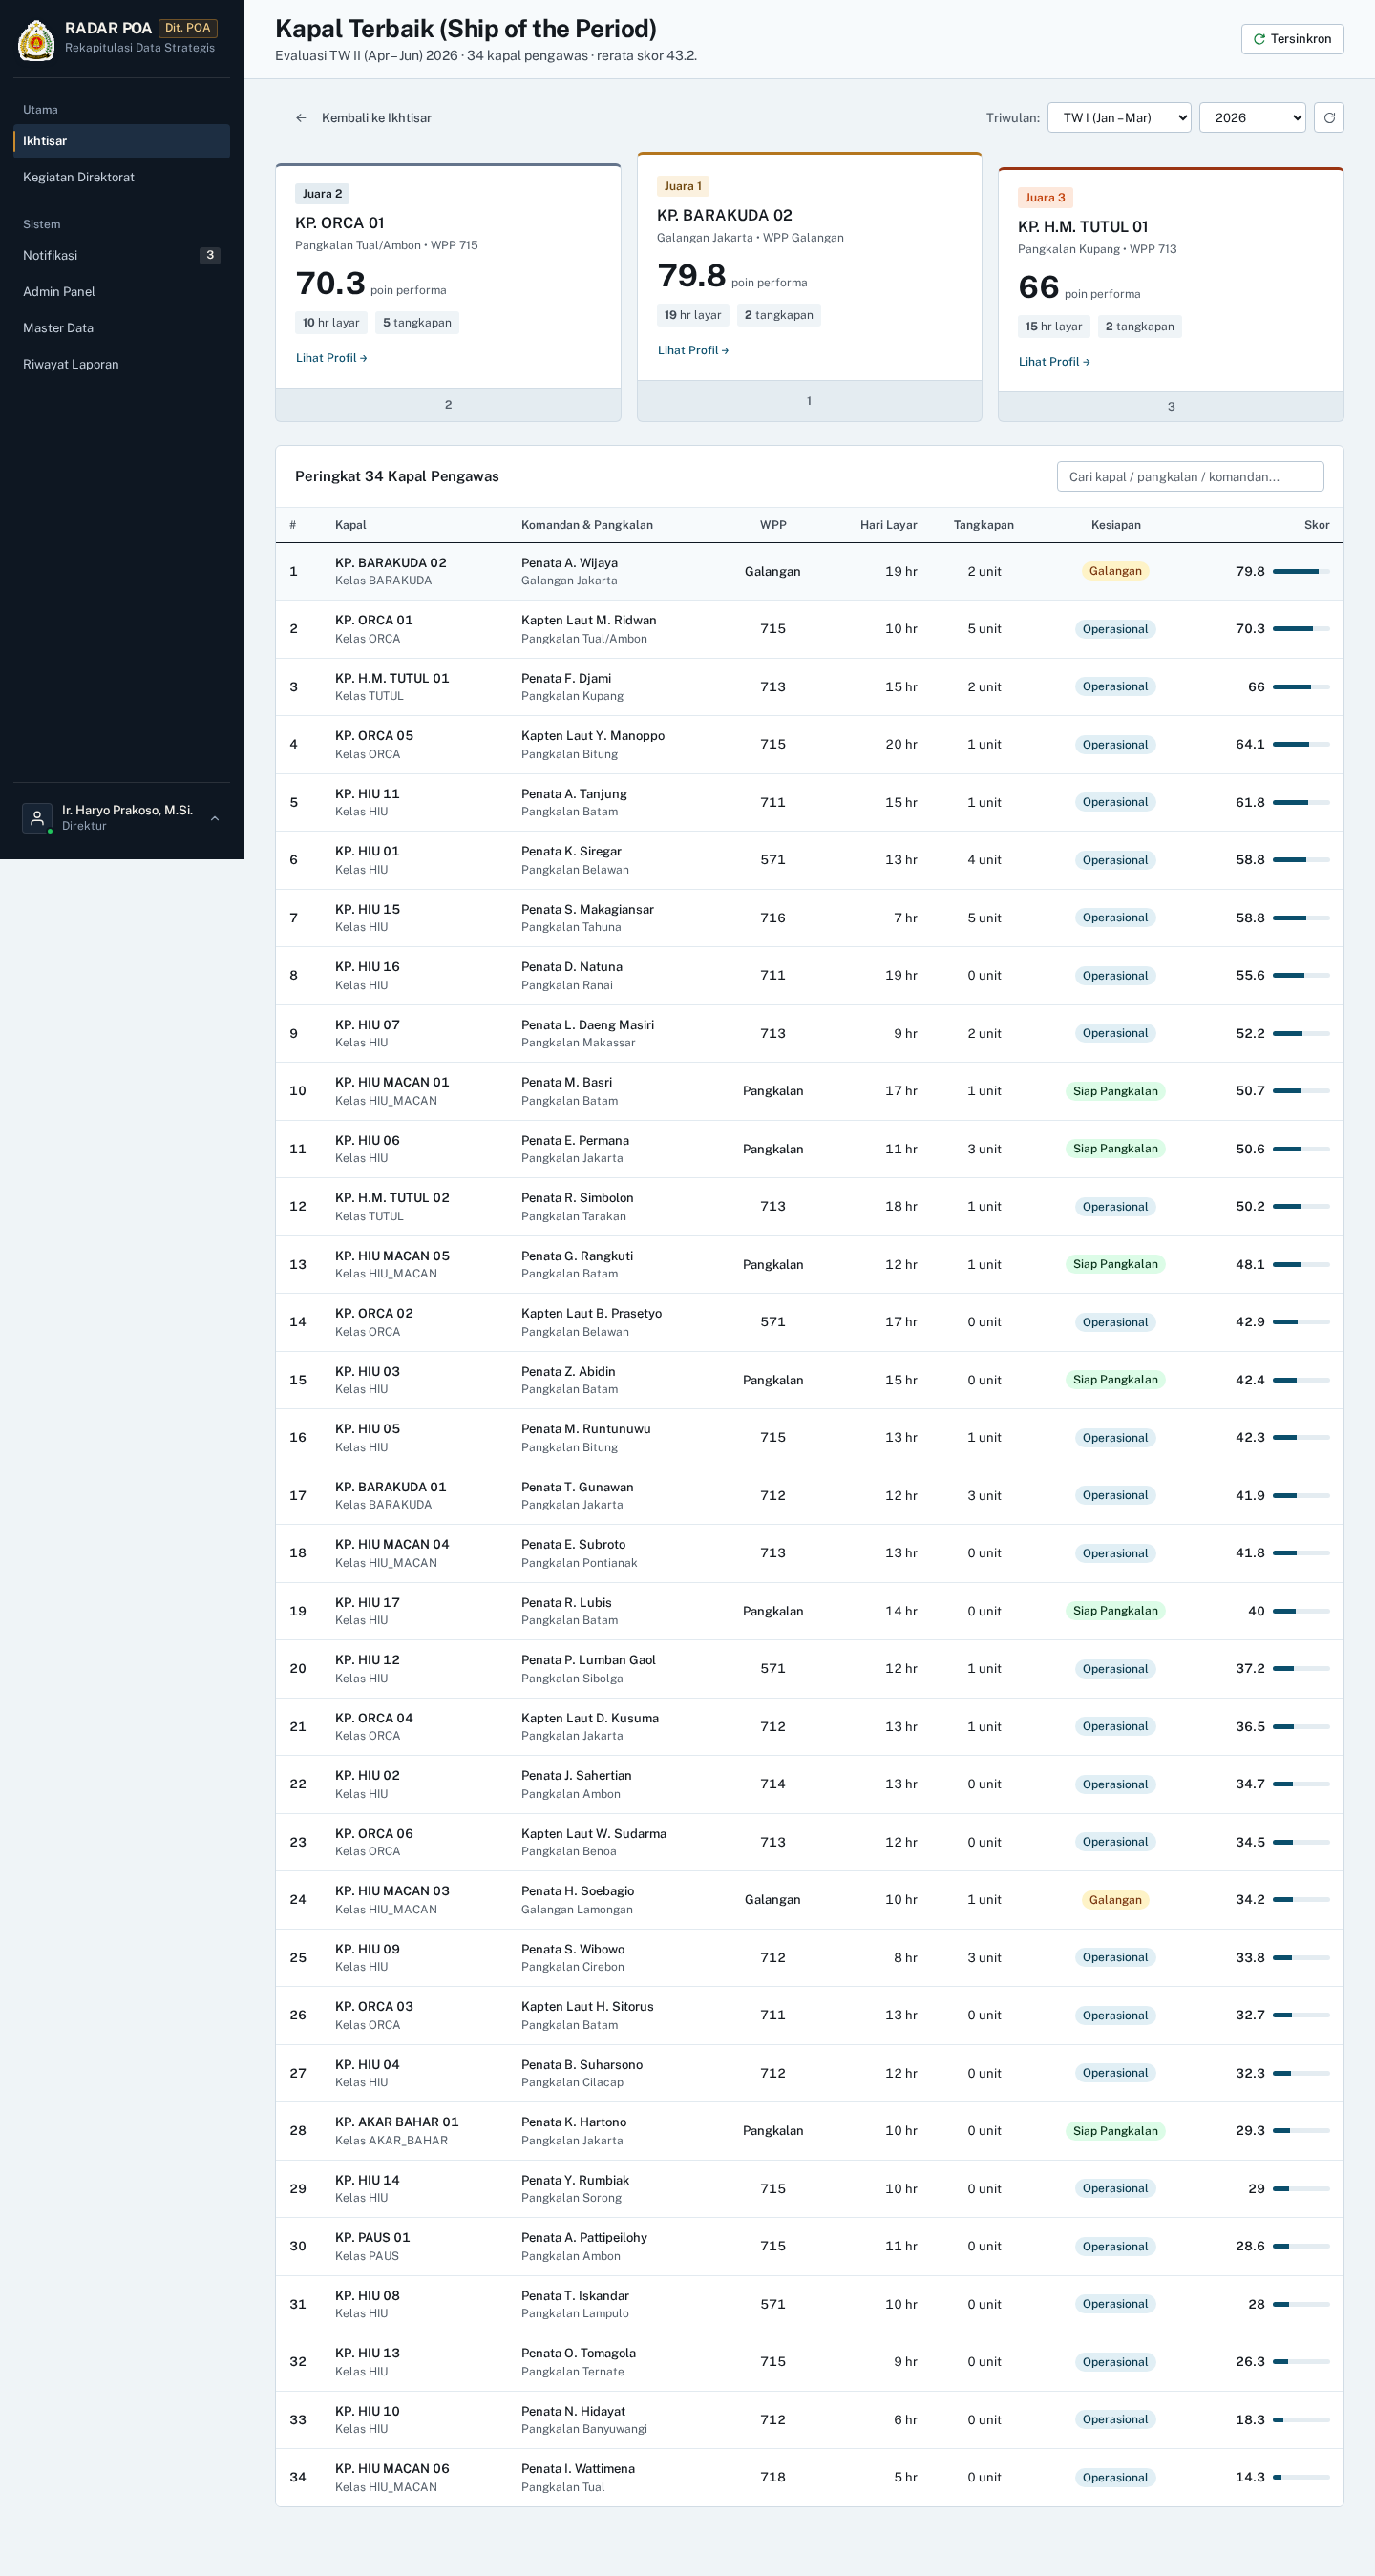 RADAR POA Dit. POA
Rekapitulasi Data Strategis
Utama
Ikhtisar
Kegiatan Direktorat
Sistem
Notifikasi 3
Admin Panel
Master Data
Riwayat Laporan
Ir. Haryo Prakoso, M.Si.
Direktur
Kapal Terbaik (Ship of the Period)
Evaluasi TW II (Apr–Jun) 2026 · 34 kapal pengawas · rerata skor 43.2.
Tersinkron
← Kembali ke Ikhtisar
Triwulan: TW I (Jan – Mar) 2026
Juara 2
KP. ORCA 01
Pangkalan Tual/Ambon • WPP 715
70.3 poin performa
10 hr layar 5 tangkapan
Lihat Profil →
2
Juara 1
KP. BARAKUDA 02
Galangan Jakarta • WPP Galangan
79.8 poin performa
19 hr layar 2 tangkapan
Lihat Profil →
1
Juara 3
KP. H.M. TUTUL 01
Pangkalan Kupang • WPP 713
66 poin performa
15 hr layar 2 tangkapan
Lihat Profil →
3
Peringkat 34 Kapal Pengawas
Cari kapal / pangkalan / komandan...
# Kapal Komandan & Pangkalan WPP Hari Layar Tangkapan Kesiapan Skor
1 KP. BARAKUDA 02 Penata A. Wijaya Galangan 19 hr 2 unit Galangan 79.8
Kelas BARAKUDA Galangan Jakarta
2 KP. ORCA 01 Kapten Laut M. Ridwan 715 10 hr 5 unit Operasional 70.3
Kelas ORCA Pangkalan Tual/Ambon
3 KP. H.M. TUTUL 01 Penata F. Djami 713 15 hr 2 unit Operasional 66
Kelas TUTUL Pangkalan Kupang
4 KP. ORCA 05 Kapten Laut Y. Manoppo 715 20 hr 1 unit Operasional 64.1
Kelas ORCA Pangkalan Bitung
5 KP. HIU 11 Penata A. Tanjung 711 15 hr 1 unit Operasional 61.8
Kelas HIU Pangkalan Batam
6 KP. HIU 01 Penata K. Siregar 571 13 hr 4 unit Operasional 58.8
Kelas HIU Pangkalan Belawan
7 KP. HIU 15 Penata S. Makagiansar 716 7 hr 5 unit Operasional 58.8
Kelas HIU Pangkalan Tahuna
8 KP. HIU 16 Penata D. Natuna 711 19 hr 0 unit Operasional 55.6
Kelas HIU Pangkalan Ranai
9 KP. HIU 07 Penata L. Daeng Masiri 713 9 hr 2 unit Operasional 52.2
Kelas HIU Pangkalan Makassar
10 KP. HIU MACAN 01 Penata M. Basri Pangkalan 17 hr 1 unit Siap Pangkalan 50.7
Kelas HIU_MACAN Pangkalan Batam
11 KP. HIU 06 Penata E. Permana Pangkalan 11 hr 3 unit Siap Pangkalan 50.6
Kelas HIU Pangkalan Jakarta
12 KP. H.M. TUTUL 02 Penata R. Simbolon 713 18 hr 1 unit Operasional 50.2
Kelas TUTUL Pangkalan Tarakan
13 KP. HIU MACAN 05 Penata G. Rangkuti Pangkalan 12 hr 1 unit Siap Pangkalan 48.1
Kelas HIU_MACAN Pangkalan Batam
14 KP. ORCA 02 Kapten Laut B. Prasetyo 571 17 hr 0 unit Operasional 42.9
Kelas ORCA Pangkalan Belawan
15 KP. HIU 03 Penata Z. Abidin Pangkalan 15 hr 0 unit Siap Pangkalan 42.4
Kelas HIU Pangkalan Batam
16 KP. HIU 05 Penata M. Runtunuwu 715 13 hr 1 unit Operasional 42.3
Kelas HIU Pangkalan Bitung
17 KP. BARAKUDA 01 Penata T. Gunawan 712 12 hr 3 unit Operasional 41.9
Kelas BARAKUDA Pangkalan Jakarta
18 KP. HIU MACAN 04 Penata E. Subroto 713 13 hr 0 unit Operasional 41.8
Kelas HIU_MACAN Pangkalan Pontianak
19 KP. HIU 17 Penata R. Lubis Pangkalan 14 hr 0 unit Siap Pangkalan 40
Kelas HIU Pangkalan Batam
20 KP. HIU 12 Penata P. Lumban Gaol 571 12 hr 1 unit Operasional 37.2
Kelas HIU Pangkalan Sibolga
21 KP. ORCA 04 Kapten Laut D. Kusuma 712 13 hr 1 unit Operasional 36.5
Kelas ORCA Pangkalan Jakarta
22 KP. HIU 02 Penata J. Sahertian 714 13 hr 0 unit Operasional 34.7
Kelas HIU Pangkalan Ambon
23 KP. ORCA 06 Kapten Laut W. Sudarma 713 12 hr 0 unit Operasional 34.5
Kelas ORCA Pangkalan Benoa
24 KP. HIU MACAN 03 Penata H. Soebagio Galangan 10 hr 1 unit Galangan 34.2
Kelas HIU_MACAN Galangan Lamongan
25 KP. HIU 09 Penata S. Wibowo 712 8 hr 3 unit Operasional 33.8
Kelas HIU Pangkalan Cirebon
26 KP. ORCA 03 Kapten Laut H. Sitorus 711 13 hr 0 unit Operasional 32.7
Kelas ORCA Pangkalan Batam
27 KP. HIU 04 Penata B. Suharsono 712 12 hr 0 unit Operasional 32.3
Kelas HIU Pangkalan Cilacap
28 KP. AKAR BAHAR 01 Penata K. Hartono Pangkalan 10 hr 0 unit Siap Pangkalan 29.3
Kelas AKAR_BAHAR Pangkalan Jakarta
29 KP. HIU 14 Penata Y. Rumbiak 715 10 hr 0 unit Operasional 29
Kelas HIU Pangkalan Sorong
30 KP. PAUS 01 Penata A. Pattipeilohy 715 11 hr 0 unit Operasional 28.6
Kelas PAUS Pangkalan Ambon
31 KP. HIU 08 Penata T. Iskandar 571 10 hr 0 unit Operasional 28
Kelas HIU Pangkalan Lampulo
32 KP. HIU 13 Penata O. Tomagola 715 9 hr 0 unit Operasional 26.3
Kelas HIU Pangkalan Ternate
33 KP. HIU 10 Penata N. Hidayat 712 6 hr 0 unit Operasional 18.3
Kelas HIU Pangkalan Banyuwangi
34 KP. HIU MACAN 06 Penata I. Wattimena 718 5 hr 0 unit Operasional 14.3
Kelas HIU_MACAN Pangkalan Tual